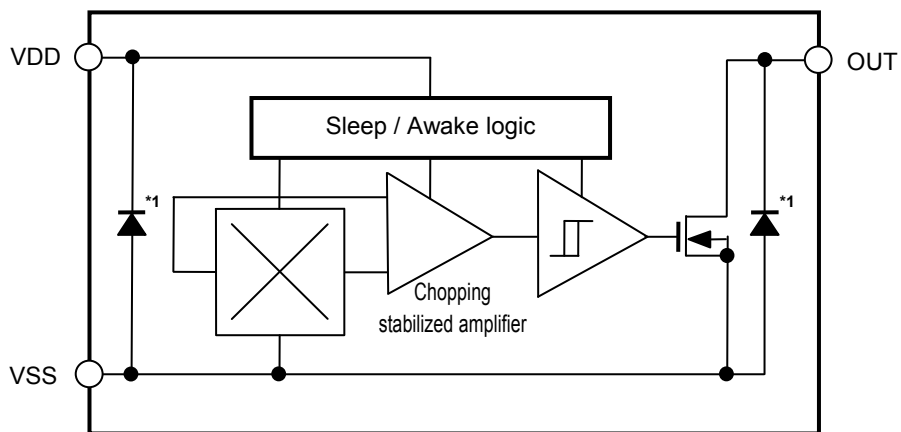 VDD
OUT
Sleep / Awake logic
*1
*1
Chopping
stabilized amplifier
VSS